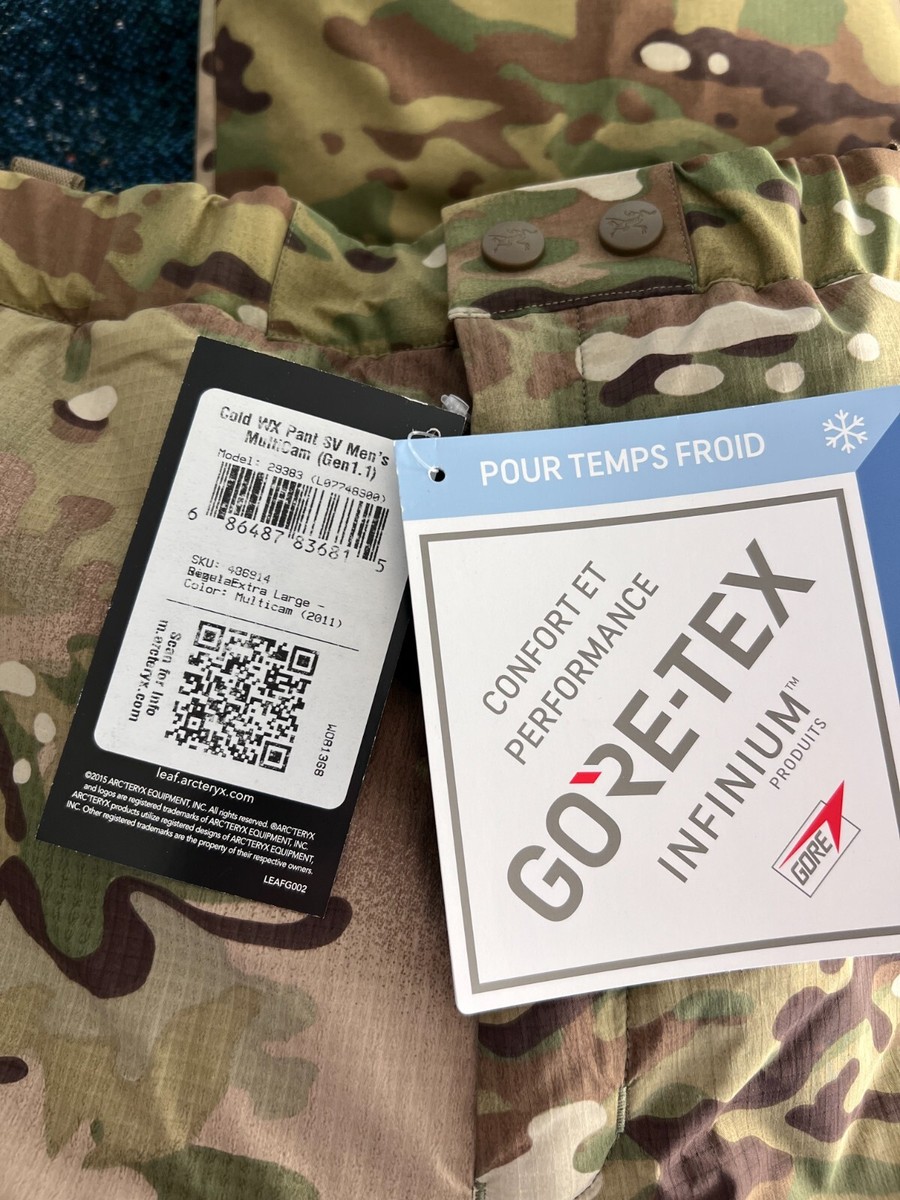 Cold WX Pant SV Men's
MultiCam (Gen1.1)
Model: 29383 (L07748900)
6 86487 83681 5
SKU: 436914
Extra Large –
Color: Multicam (2011)
Scan for Info
m.arcteryx.com
WO81368
leaf.arcteryx.com
©2015 ARC'TERYX EQUIPMENT, INC. All rights reserved. ®ARC'TERYX
and logos are registered trademarks of ARC'TERYX EQUIPMENT, INC.
ARC'TERYX products utilize registered designs of ARC'TERYX EQUIPMENT,
INC. Other registered trademarks are the property of their respective owners.
LEAFG002
POUR TEMPS FROID
CONFORT ET
PERFORMANCE
GORE-TEX
INFINIUM™
PRODUITS
GORE